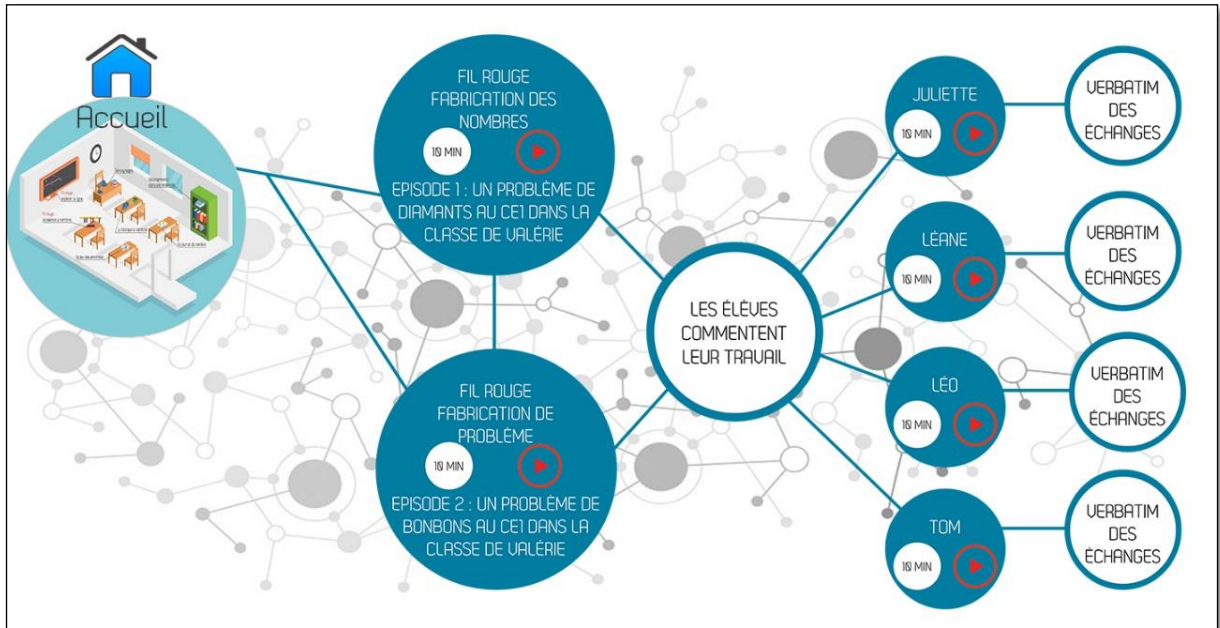 Accueil
FIL ROUGE
FABRICATION DES
NOMBRES
10 MIN
EPISODE 1 : UN PROBLÈME DE
DIAMANTS AU CE1 DANS LA
CLASSE DE VALÉRIE
FIL ROUGE
FABRICATION DE
PROBLÈME
10 MIN
EPISODE 2 : UN PROBLÈME DE
BONBONS AU CE1 DANS LA
CLASSE DE VALÉRIE
LES ÉLÈVES
COMMENTENT
LEUR TRAVAIL
JULIETTE
10 MIN
VERBATIM
DES
ÉCHANGES
LÉANE
10 MIN
VERBATIM
DES
ÉCHANGES
LÉO
10 MIN
VERBATIM
DES
ÉCHANGES
TOM
10 MIN
VERBATIM
DES
ÉCHANGES